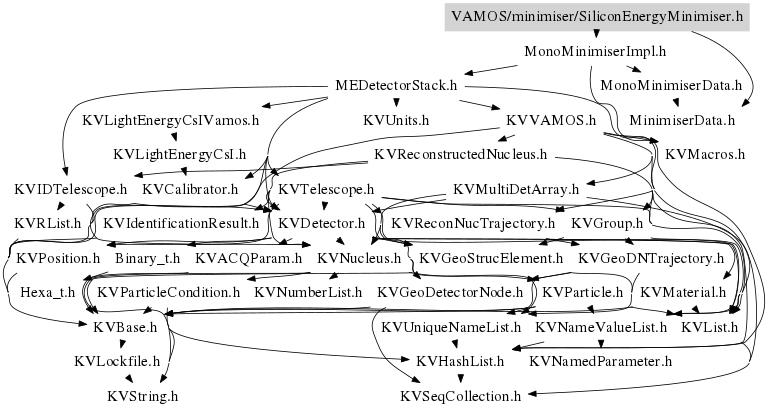 VAMOS/minimiser/SiliconEnergyMinimiser.h
MonoMinimiserImpl.h
MEDetectorStack.h MonoMinimiserData.h
KVLightEnergyCsIVamos.h KVUnits.h KVVAMOS.h MinimiserData.h
KVLightEnergyCsI.h KVReconstructedNucleus.h KVMacros.h
KVIDTelescope.h KVCalibrator.h KVTelescope.h KVMultiDetArray.h
KVRList.h KVIdentificationResult.h KVDetector.h KVReconNucTrajectory.h KVGroup.h
KVPosition.h Binary_t.h KVACQParam.h KVNucleus.h KVGeoStrucElement.h KVGeoDNTrajectory.h
Hexa_t.h KVParticleCondition.h KVNumberList.h KVGeoDetectorNode.h KVParticle.h KVMaterial.h
KVBase.h KVUniqueNameList.h KVNameValueList.h KVList.h
KVLockfile.h KVHashList.h KVNamedParameter.h
KVString.h KVSeqCollection.h